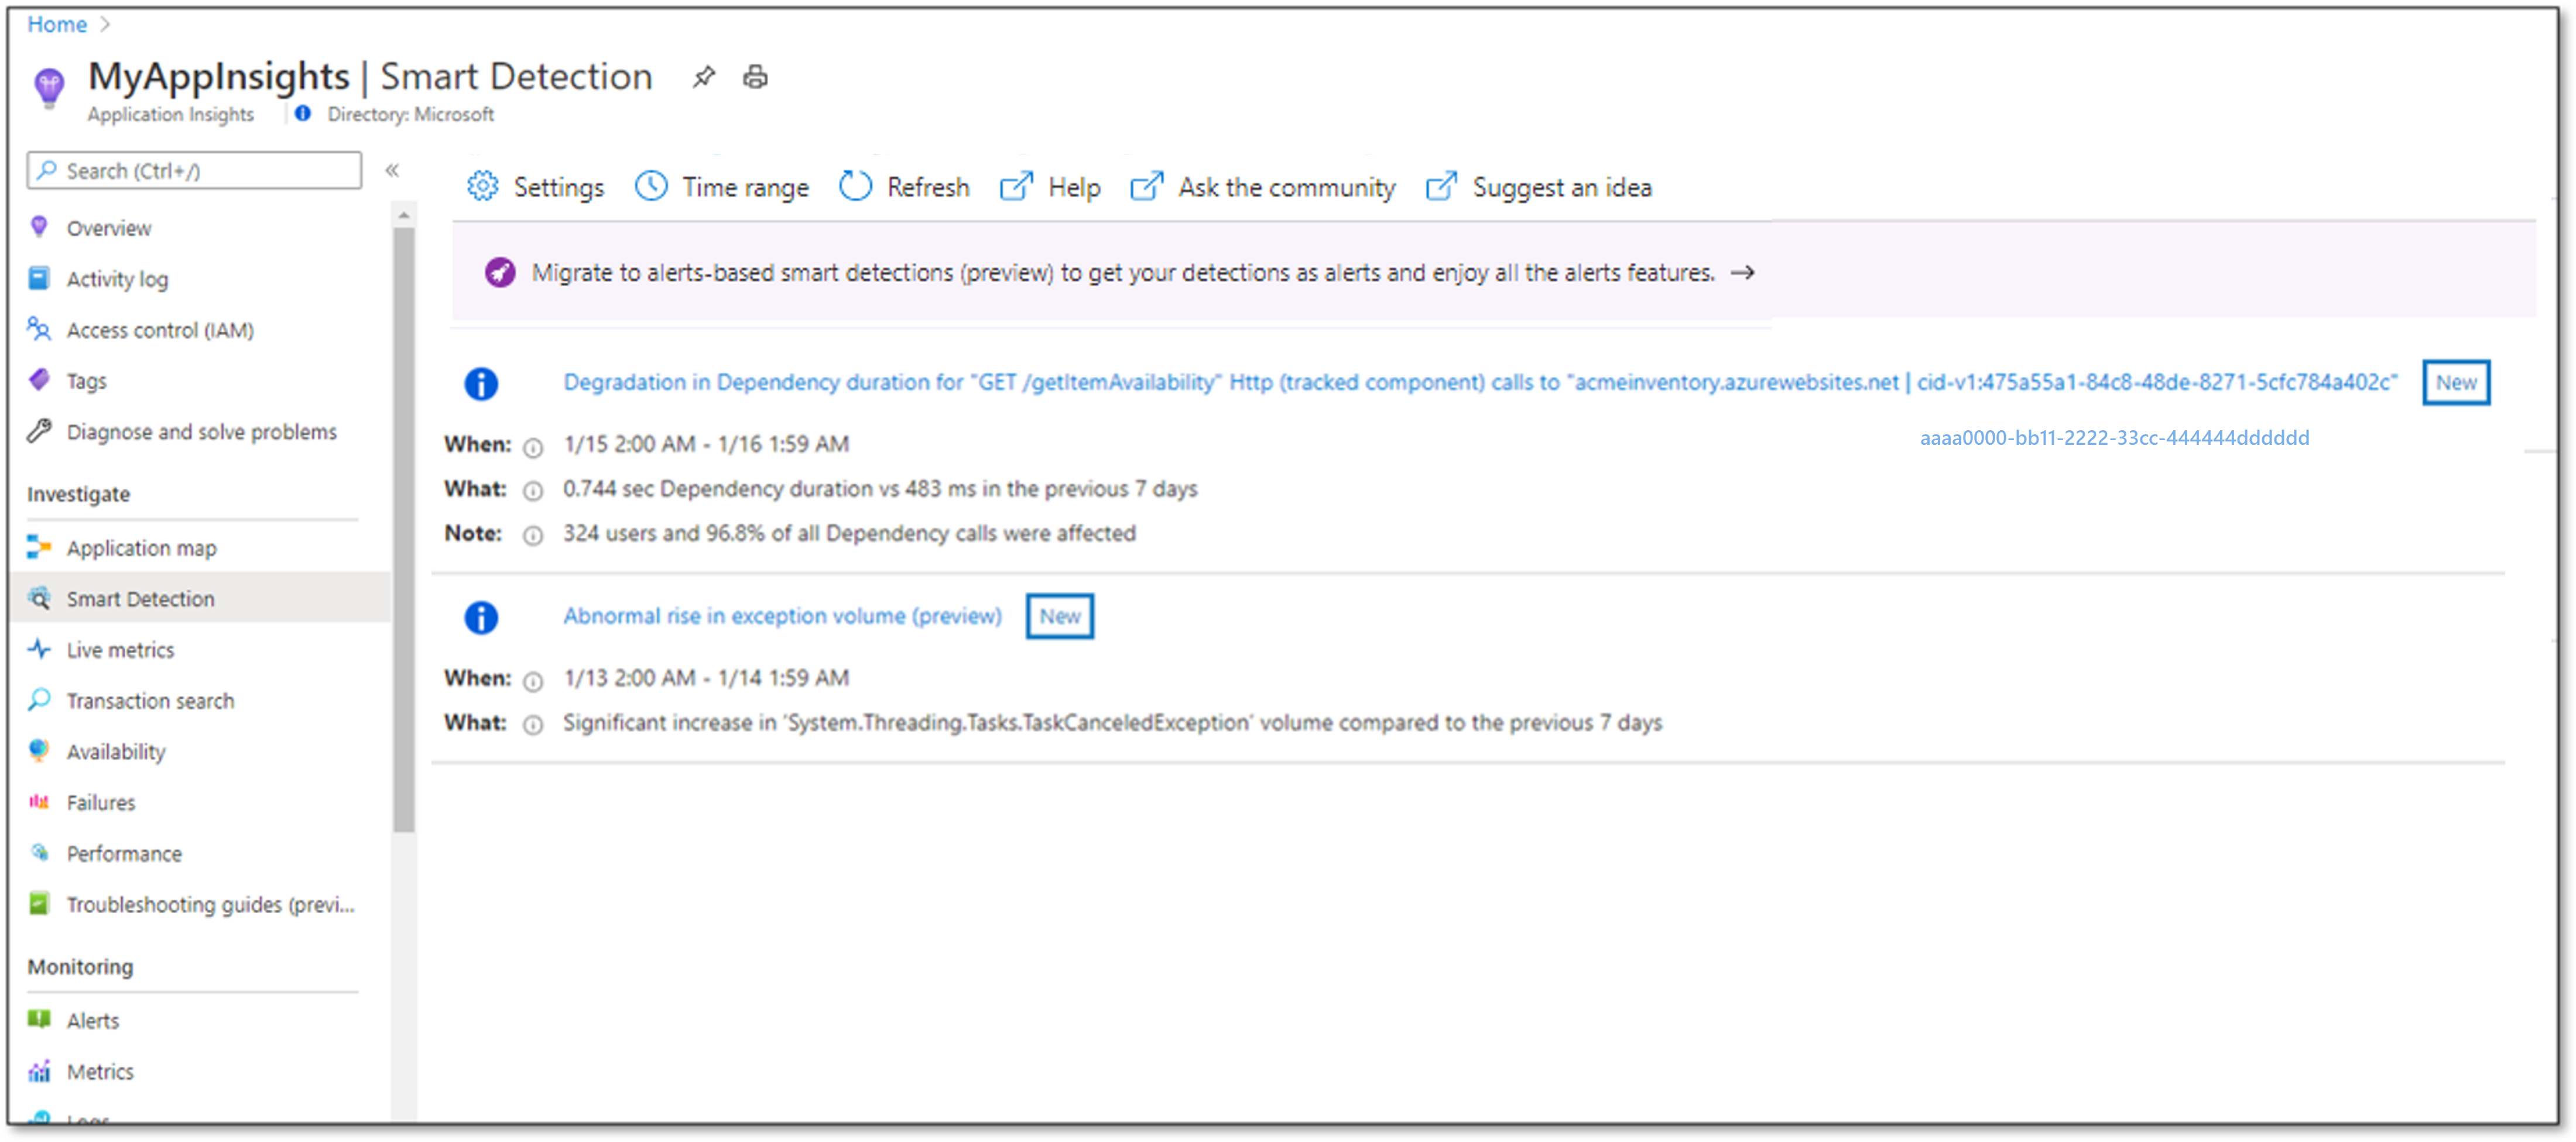 Home >
MyAppInsights | Smart Detection
Application Insights
Directory: Microsoft
Search (Ctrl+/)
«
Overview
Activity log
Access control (IAM)
Tags
Diagnose and solve problems
Investigate
Application map
Smart Detection
Live metrics
Transaction search
Availability
Failures
Performance
Troubleshooting guides (previ...
Monitoring
Alerts
Metrics
Logs
Settings Time range Refresh Help Ask the community Suggest an idea
Migrate to alerts-based smart detections (preview) to get your detections as alerts and enjoy all the alerts features. →
Degradation in Dependency duration for "GET /getItemAvailability" Http (tracked component) calls to "acmeinventory.azurewebsites.net | cid-v1:475a55a1-84c8-48de-8271-5cfc784a402c" New
aaaa0000-bb11-2222-33cc-444444dddddd
When: 1/15 2:00 AM - 1/16 1:59 AM
What: 0.744 sec Dependency duration vs 483 ms in the previous 7 days
Note: 324 users and 96.8% of all Dependency calls were affected
Abnormal rise in exception volume (preview) New
When: 1/13 2:00 AM - 1/14 1:59 AM
What: Significant increase in 'System.Threading.Tasks.TaskCanceledException' volume compared to the previous 7 days